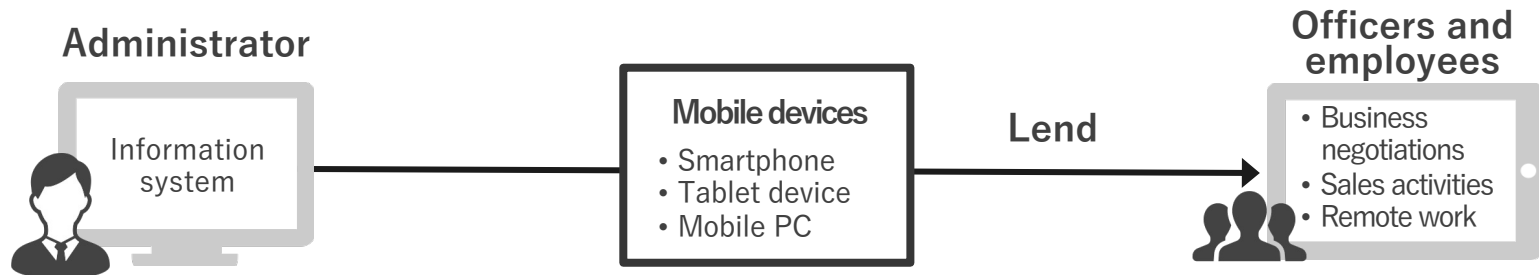 Administrator
Information
system
Mobile devices
• Smartphone
• Tablet device
• Mobile PC
Lend
Officers and
employees
• Business
negotiations
• Sales activities
• Remote work